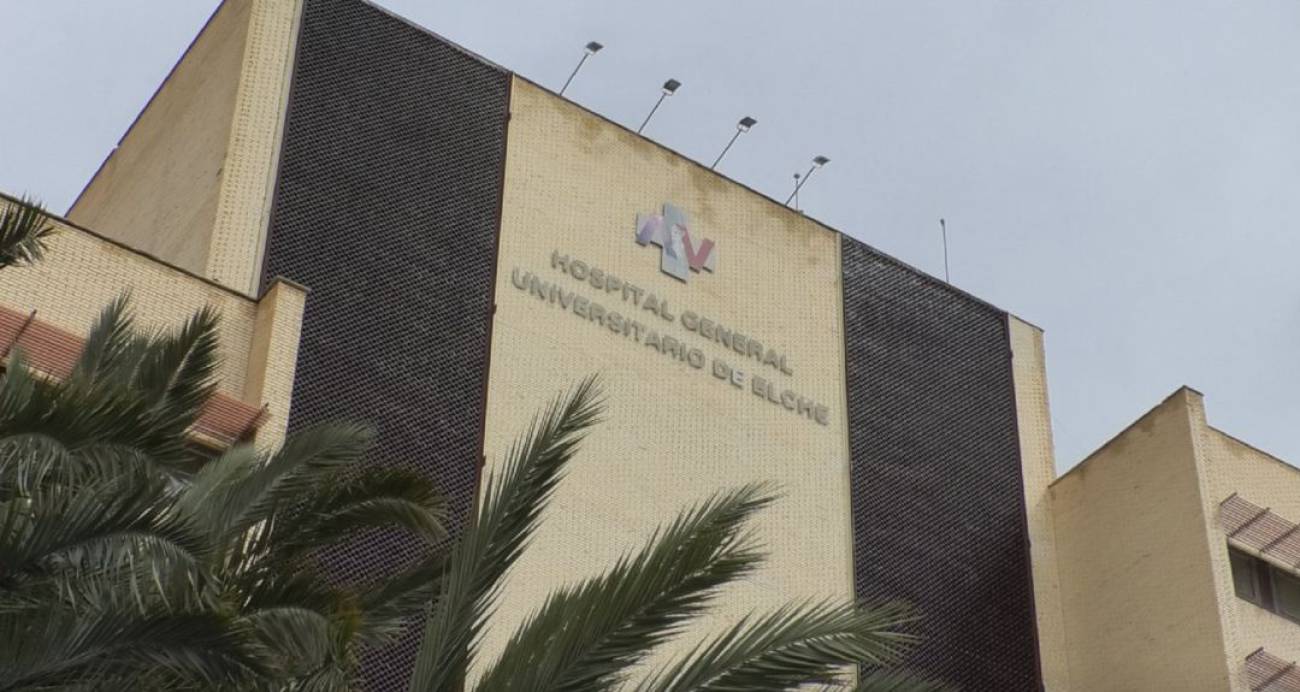 HOSPITAL GENERAL
UNIVERSITARIO DE ELCHE